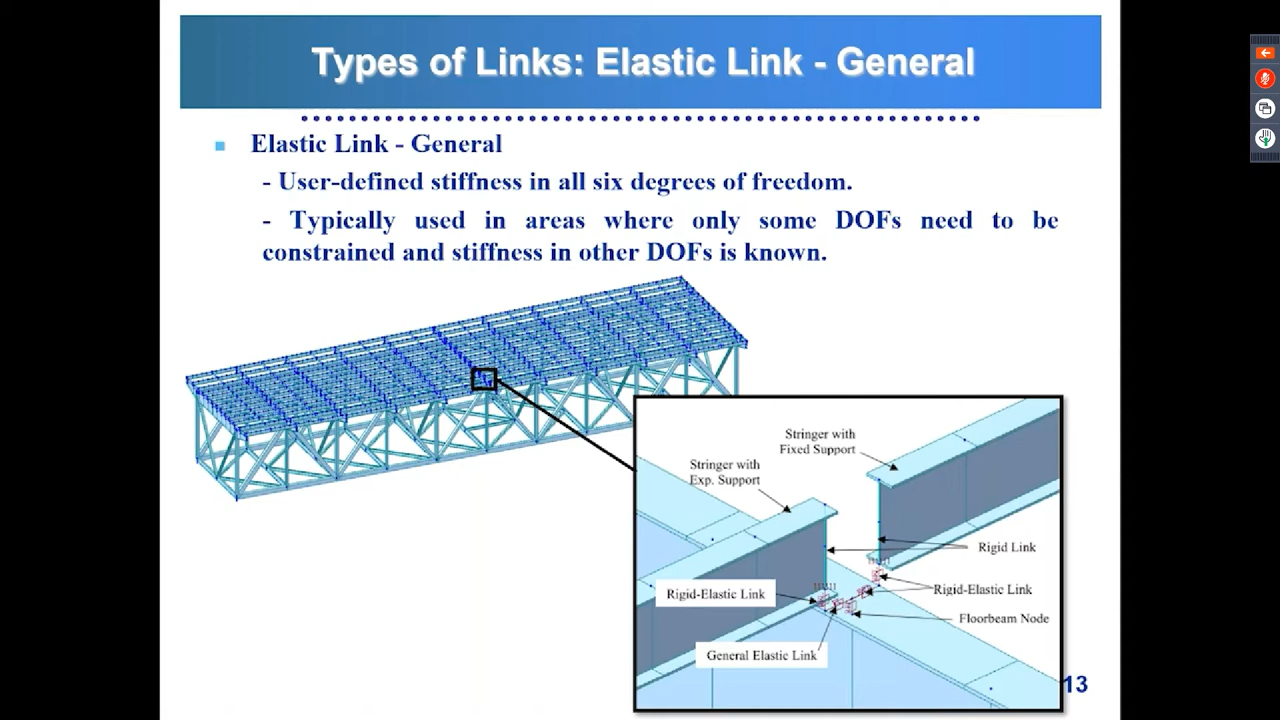 Types of Links: Elastic Link - General
Elastic Link - General
- User-defined stiffness in all six degrees of freedom.
- Typically used in areas where only some DOFs need to be
constrained and stiffness in other DOFs is known.
Stringer with
Fixed Support
Stringer with
Exp. Support
Rigid Link
Rigid-Elastic Link
Rigid-Elastic Link
Floorbeam Node
General Elastic Link
13